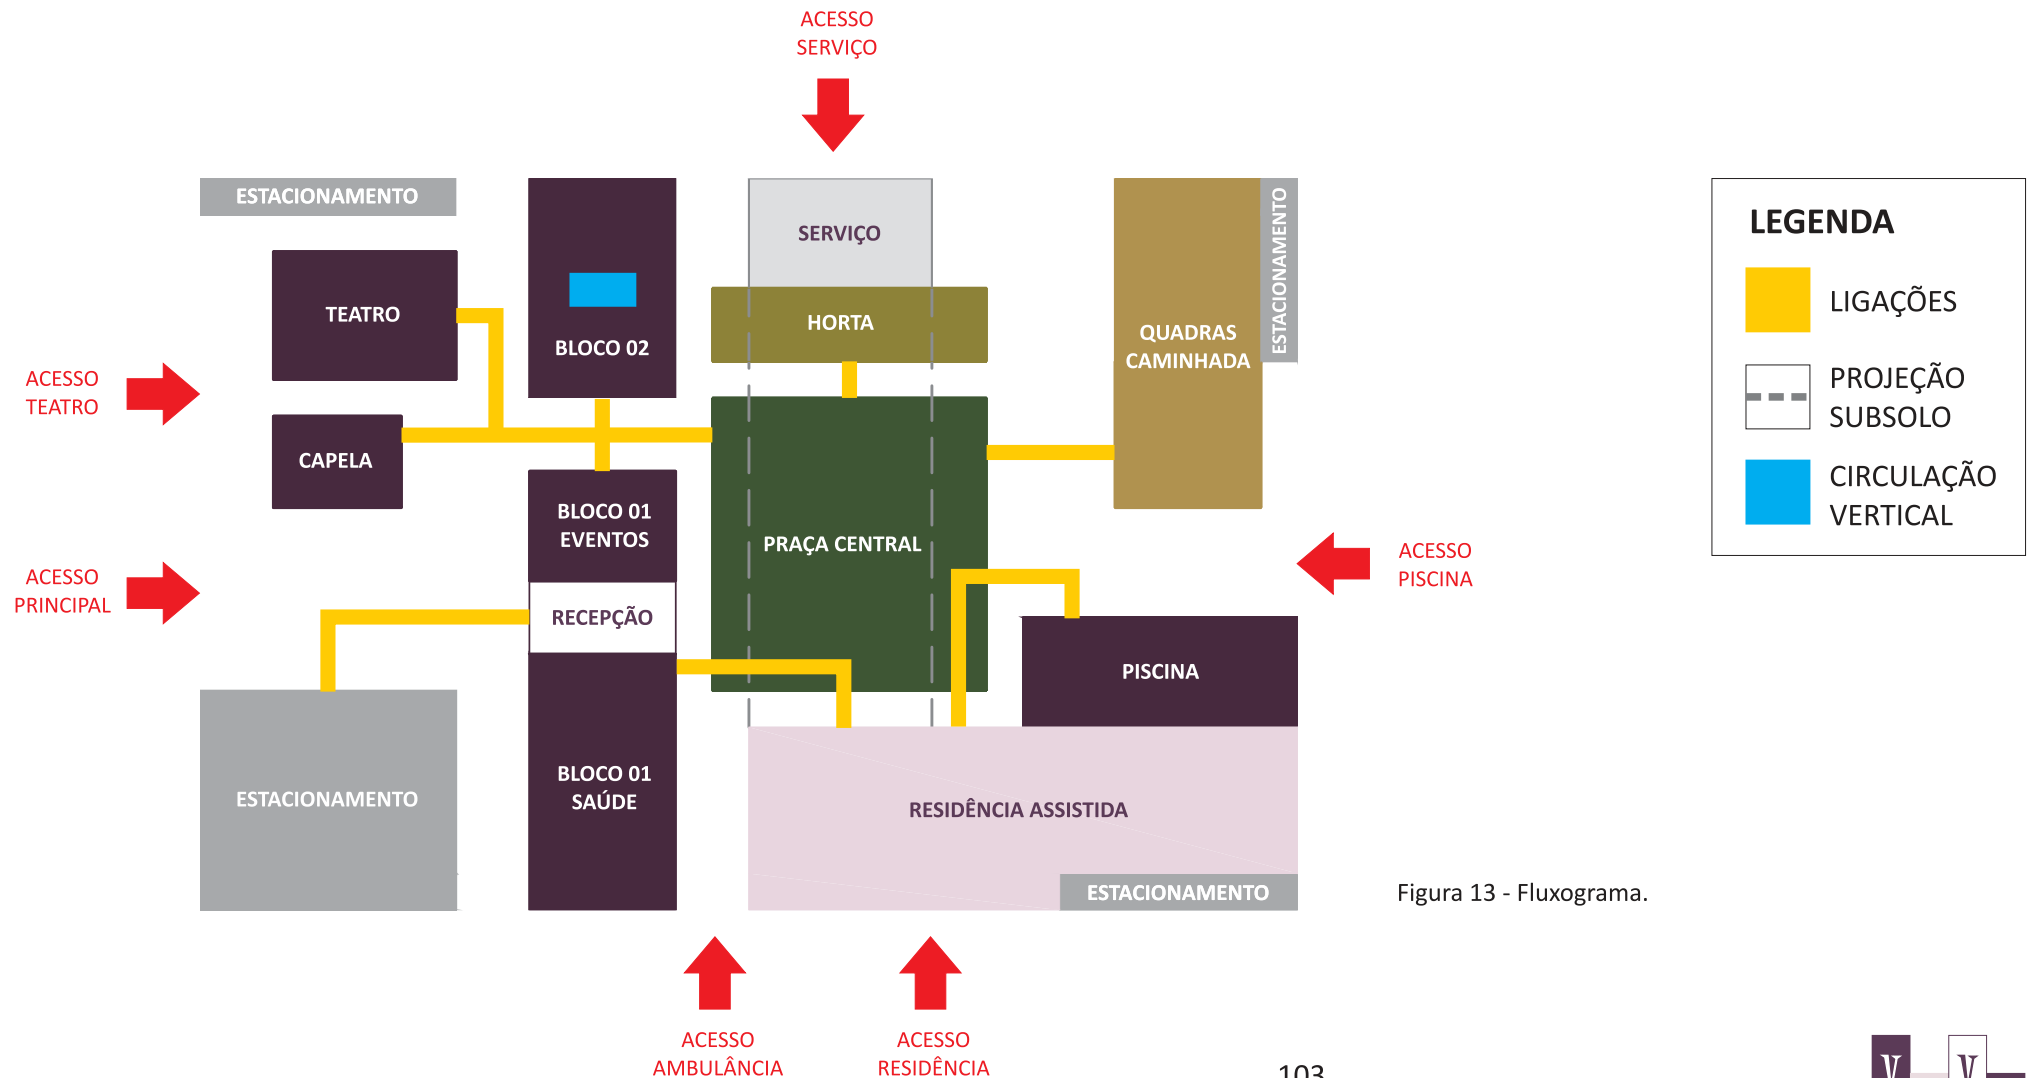 ACESSO
SERVIÇO
ESTACIONAMENTO
SERVIÇO
ESTACIONAMENTO
LEGENDA
LIGAÇÕES
PROJEÇÃO
SUBSOLO
CIRCULAÇÃO
VERTICAL
TEATRO
BLOCO 02
HORTA
QUADRAS
CAMINHADA
ACESSO
TEATRO
CAPELA
BLOCO 01
EVENTOS
PRAÇA CENTRAL
ACESSO
PISCINA
ACESSO
PRINCIPAL
RECEPÇÃO
PISCINA
ESTACIONAMENTO
BLOCO 01
SAÚDE
RESIDÊNCIA ASSISTIDA
ESTACIONAMENTO
Figura 13 - Fluxograma.
ACESSO
AMBULÂNCIA
ACESSO
RESIDÊNCIA
103
V V